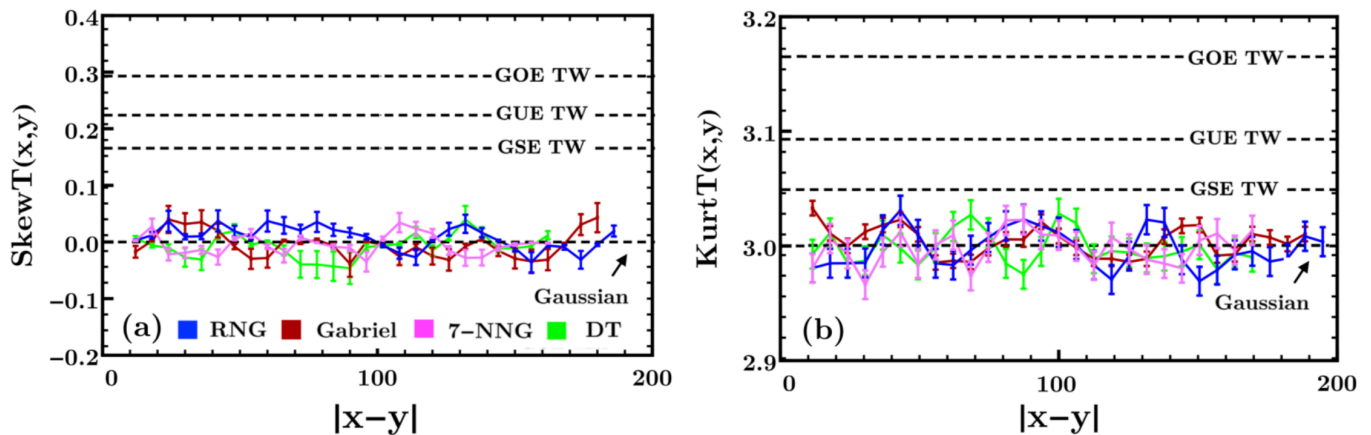 0.4
0.3
0.2
0.1
0.0
−0.1
−0.2
SkewT(x,y)
GOE TW
GUE TW
GSE TW
Gaussian
(a)
RNG
Gabriel
7−NNG
DT
0
100
200
|x−y|
3.2
3.1
3.0
2.9
KurtT(x,y)
GOE TW
GUE TW
GSE TW
Gaussian
(b)
0
100
200
|x−y|